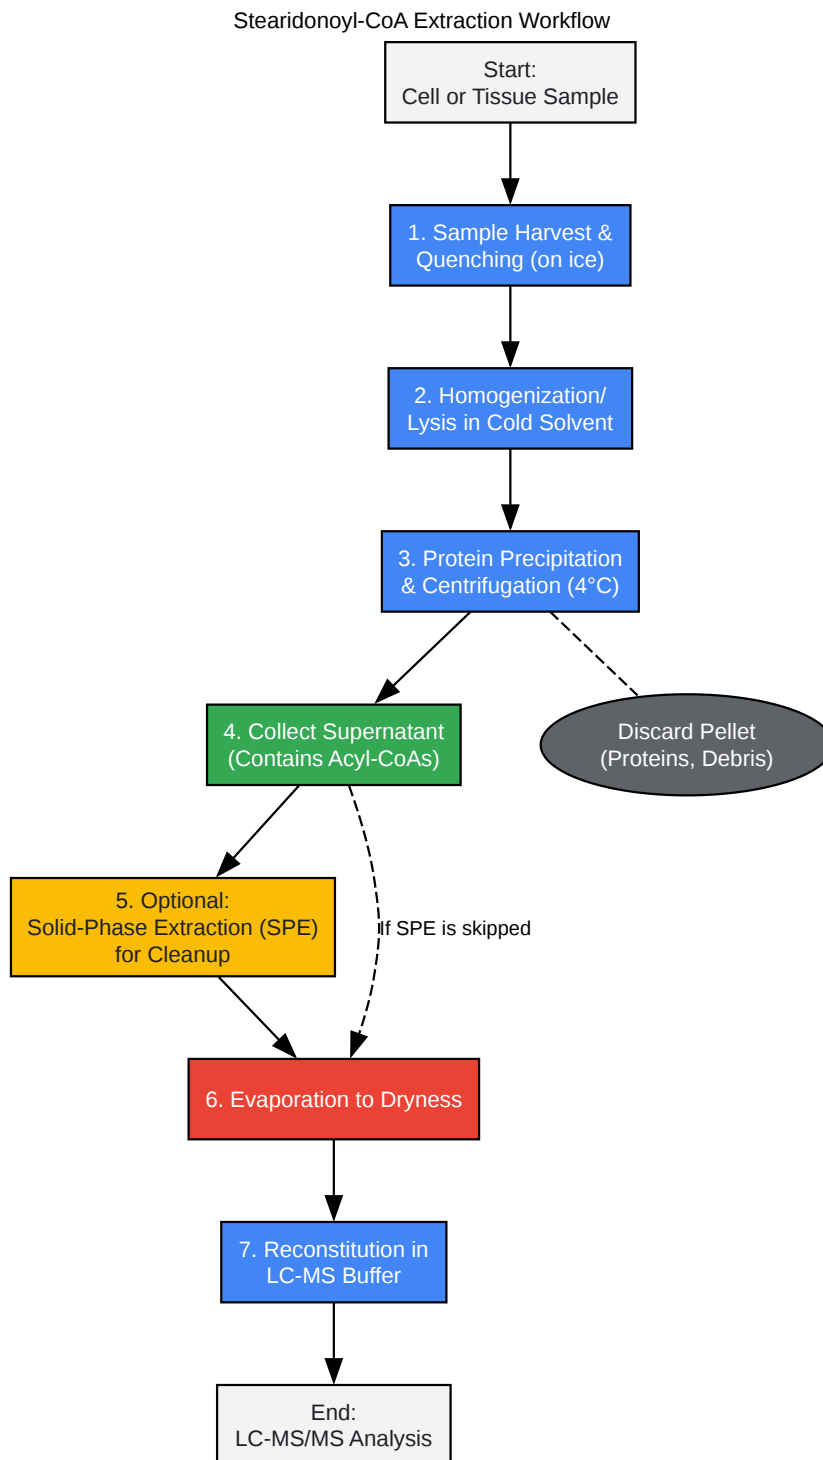 Stearidonoyl-CoA Extraction Workflow
Start:
Cell or Tissue Sample
1. Sample Harvest &
Quenching (on ice)
2. Homogenization/
Lysis in Cold Solvent
3. Protein Precipitation
& Centrifugation (4°C)
4. Collect Supernatant
(Contains Acyl-CoAs)
Discard Pellet
(Proteins, Debris)
5. Optional:
Solid-Phase Extraction (SPE)
for Cleanup
If SPE is skipped
6. Evaporation to Dryness
7. Reconstitution in
LC-MS Buffer
End:
LC-MS/MS Analysis